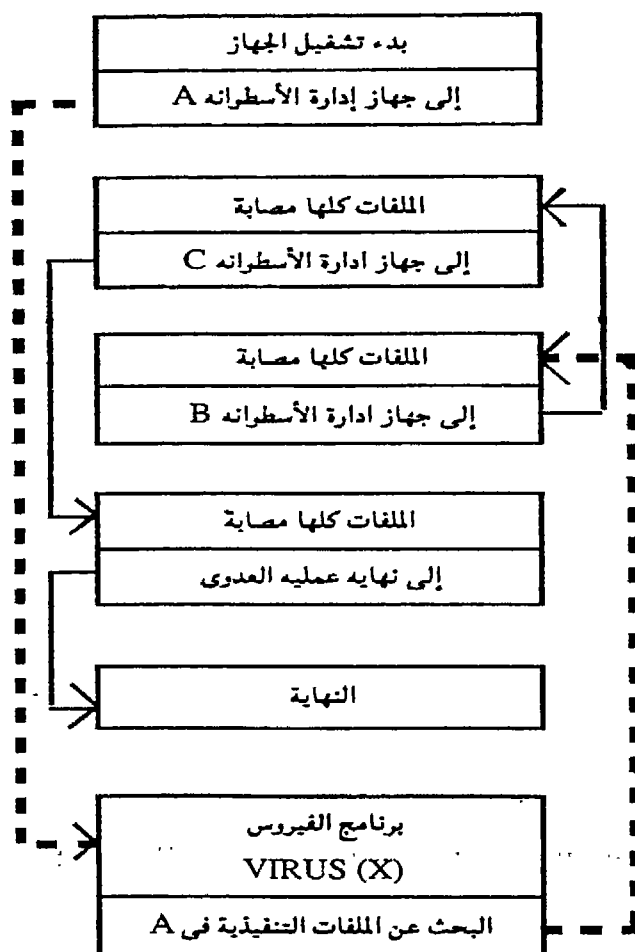 بدء تشغيل الجهاز
إلى جهاز إدارة الأسطوانه A
الملفات كلها مصابة
إلى جهاز ادارة الأسطوانه C
الملفات كلها مصابة
إلى جهاز ادارة الأسطوانه B
الملفات كلها مصابة
إلى نهايه عمليه العدوى
النهاية
برنامج الفيروس
VIRUS (X)
البحث عن الملفات التنفيذية فى A